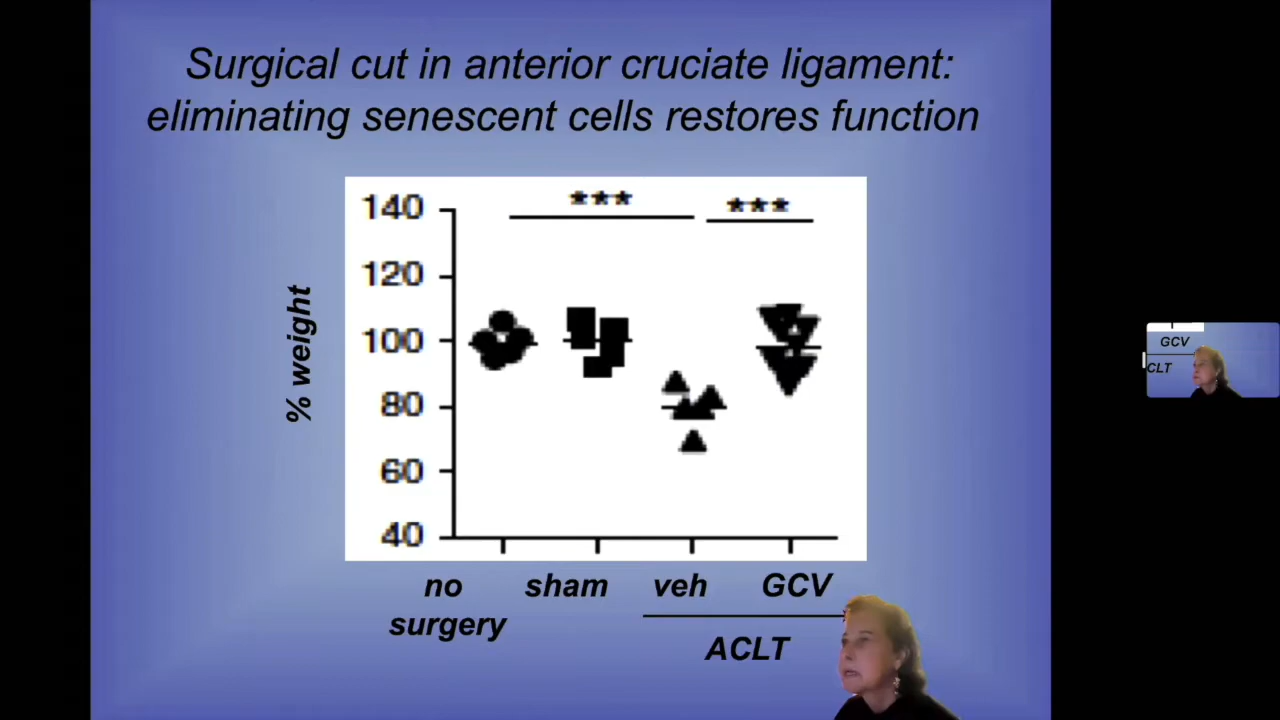 Surgical cut in anterior cruciate ligament:
eliminating senescent cells restores function
*** ***
140
120
100
80
60
40
% weight
no sham veh GCV
surgery
ACLT
GCV
CLT